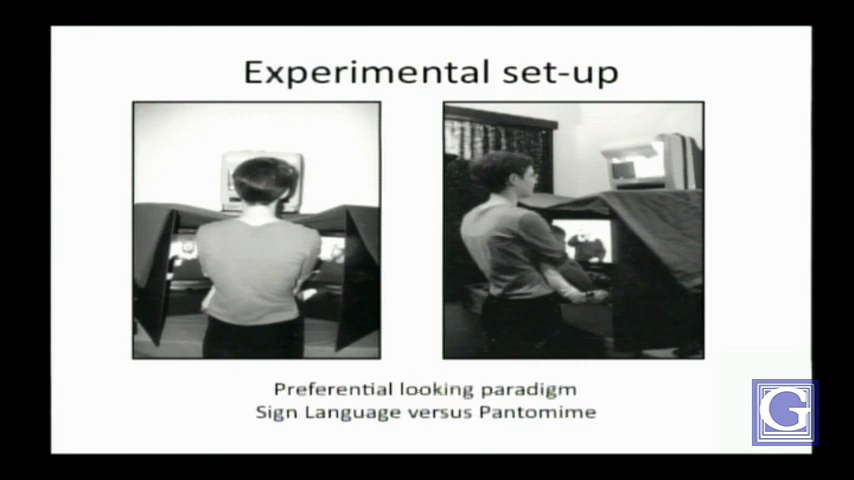 Experimental set-up
Preferential looking paradigm
Sign Language versus Pantomime
G